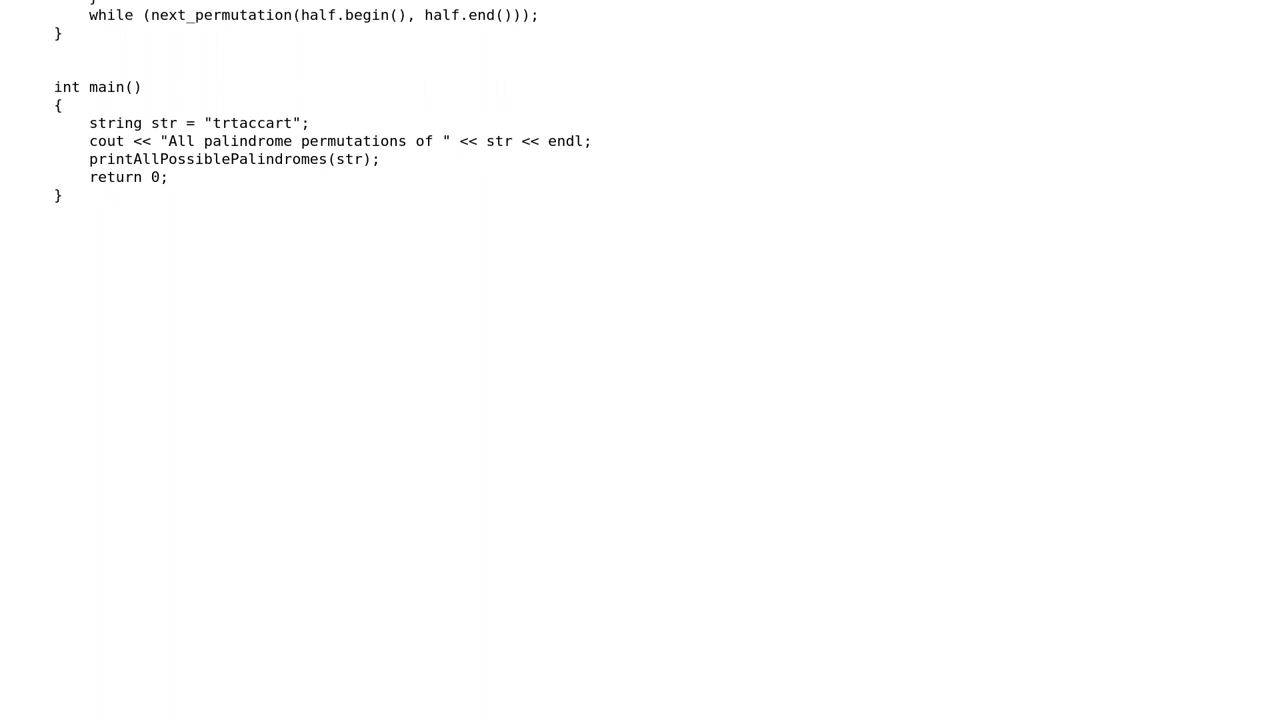 }
while (next_permutation(half.begin(), half.end()));
}
int main()
{
string str = "trtaccart";
cout << "All palindrome permutations of " << str << endl;
printAllPossiblePalindromes(str);
return 0;
}